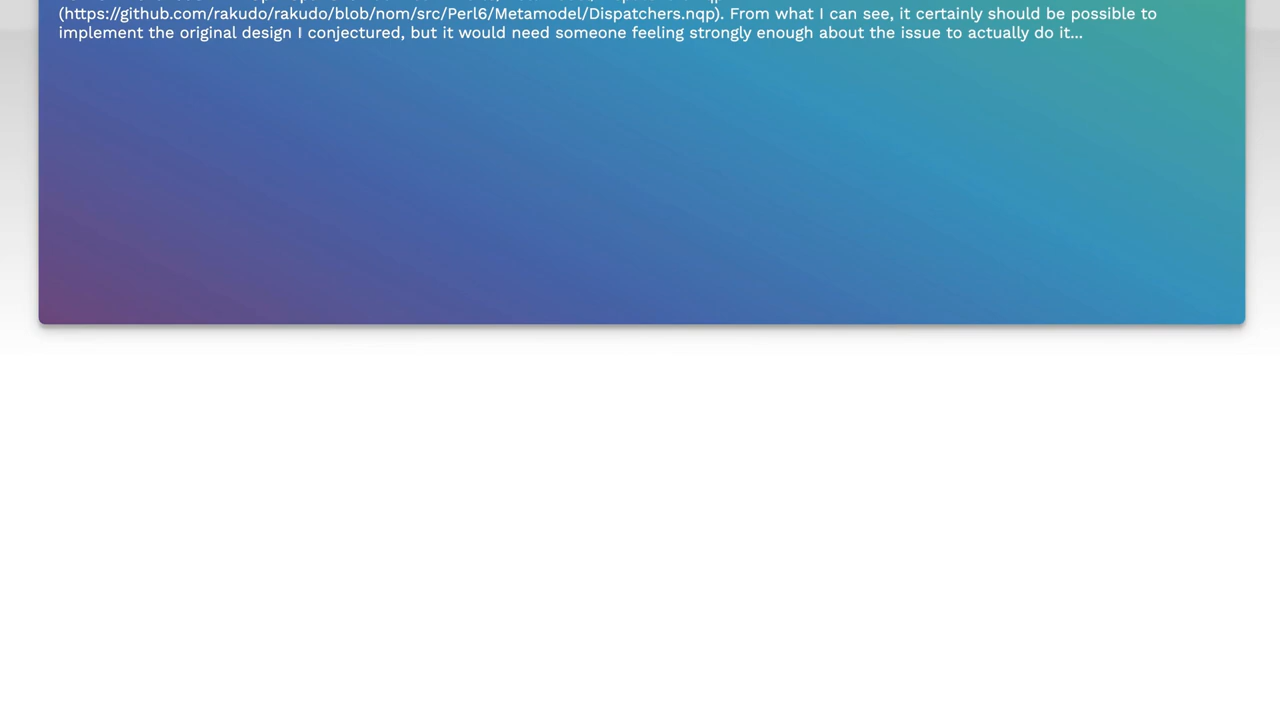 (https://github.com/rakudo/rakudo/blob/nom/src/Perl6/Metamodel/Dispatchers.nqp). From what I can see, it certainly should be possible to
implement the original design I conjectured, but it would need someone feeling strongly enough about the issue to actually do it...